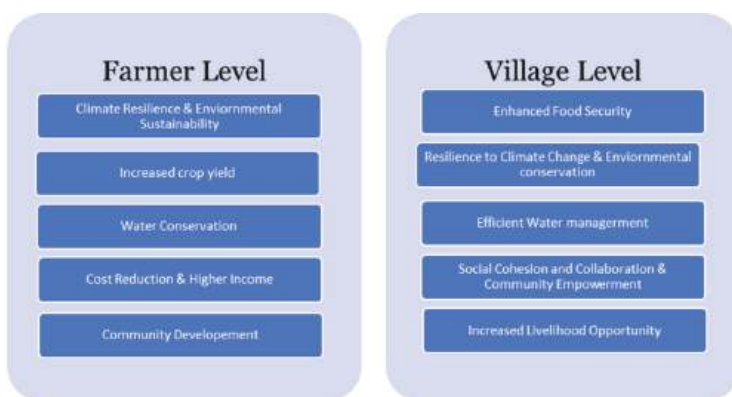 Farmer Level
Climate Resilience & Enviornmental
Sustainability
Increased crop yield
Water Conservation
Cost Reduction & Higher Income
Community Developement
Village Level
Enhanced Food Security
Resilience to Climate Change & Enviornmental
conservation
Efficient Water managerment
Social Cohesion and Collaboration &
Community Empowerment
Increased Livelihood Opportunity